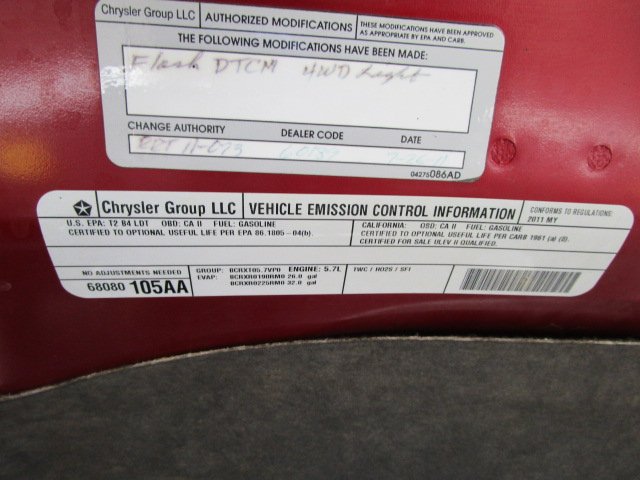 Chrysler Group LLC AUTHORIZED MODIFICATIONS THESE MODIFICATIONS HAVE BEEN APPROVED
AS APPROPRIATE BY EPA AND CARB.
THE FOLLOWING MODIFICATIONS HAVE BEEN MADE:
Flash DTCM 4WD Light
CHANGE AUTHORITY DEALER CODE DATE
11-073
04275086AD
Chrysler Group LLC VEHICLE EMISSION CONTROL INFORMATION CONFORMS TO REGULATIONS:
2011 MY
U.S. EPA: T2 B4 LDT OBD: CA II FUEL: GASOLINE
CERTIFIED TO OPTIONAL USEFUL LIFE PER EPA 86.1805-04(b).
CALIFORNIA: OBD: CA II FUEL: GASOLINE
CERTIFIED TO OPTIONAL USEFUL LIFE PER CARB 1961 (a) (8).
CERTIFIED FOR SALE ULEV II QUALIFIED.
NO ADJUSTMENTS NEEDED
68080 105AA
GROUP: BCRXT05.7VP0 ENGINE: 5.7L
EVAP: BCRXR0190RM0 26.0 gal
BCRXR0225RM0 32.0 gal
TWC / HO2S / SFI